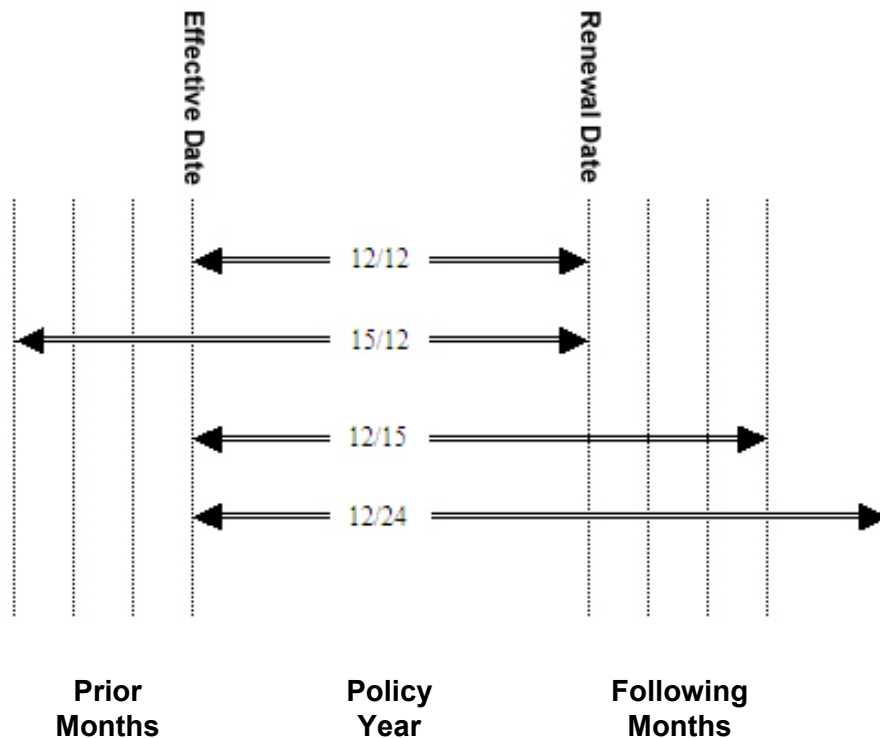 Effective Date
Renewal Date
12/12
15/12
12/15
12/24
Prior
Months
Policy
Year
Following
Months